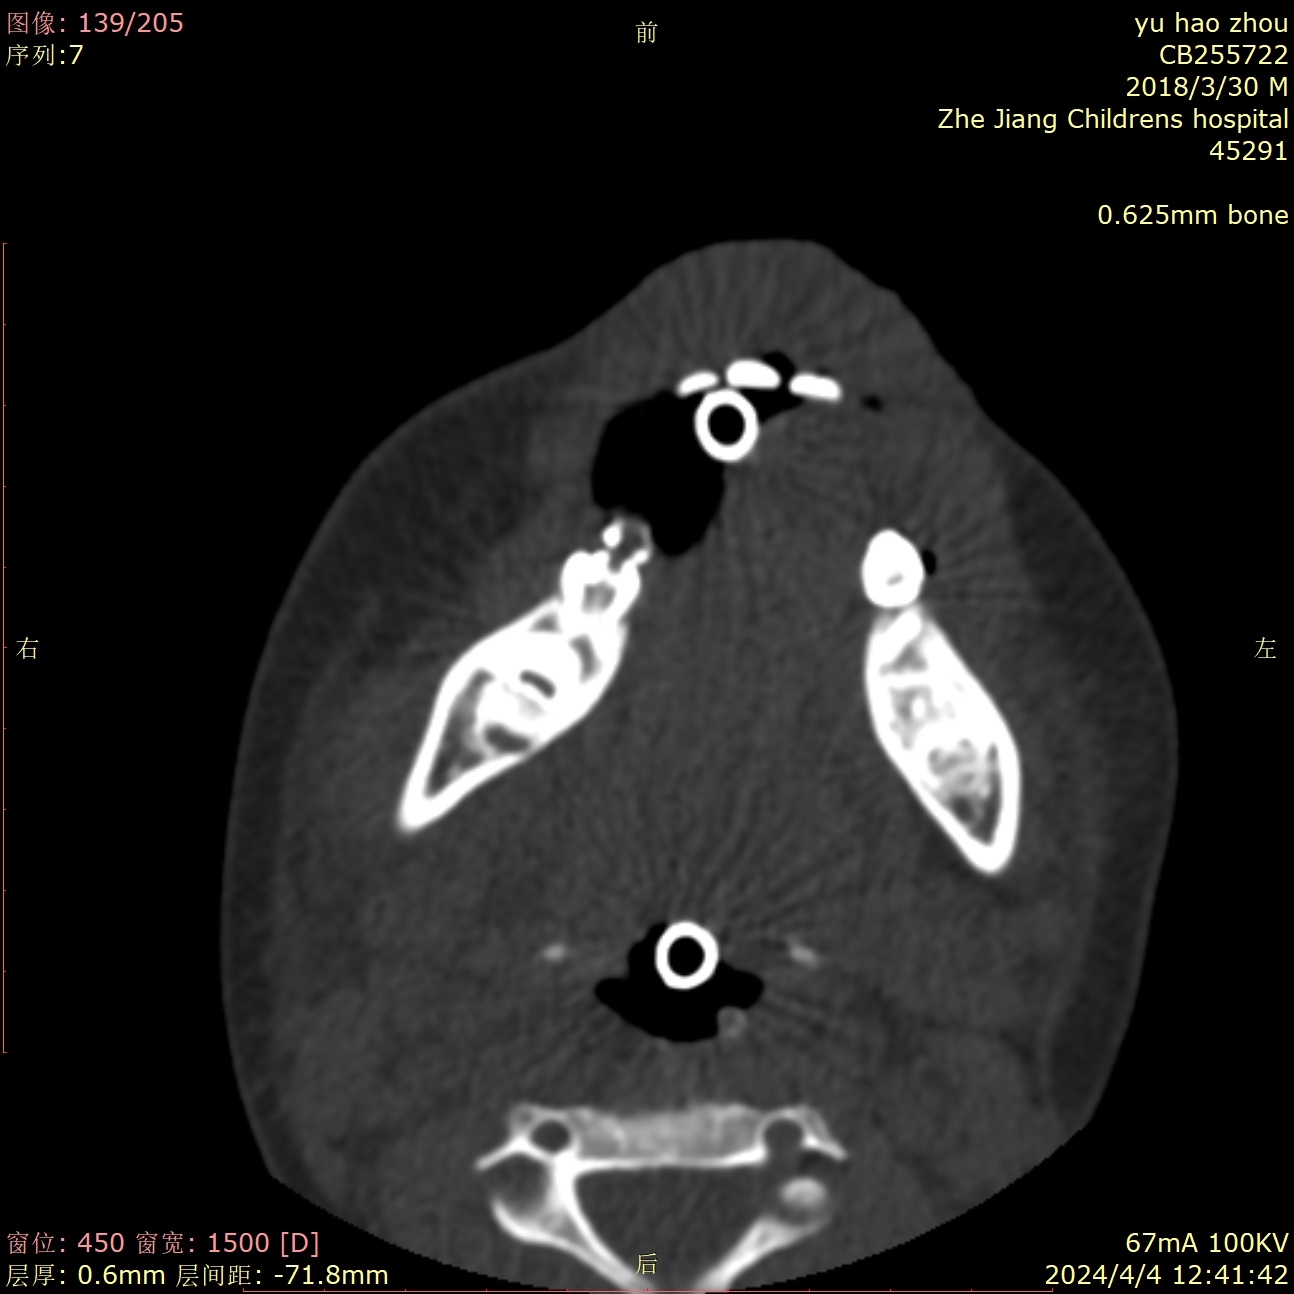 图像: 139/205
序列:7
前
yu hao zhou
CB255722
2018/3/30 M
Zhe Jiang Childrens hospital
45291
0.625mm bone
右
左
窗位: 450 窗宽: 1500 [D]
层厚: 0.6mm 层间距: -71.8mm
后
67mA 100KV
2024/4/4 12:41:42